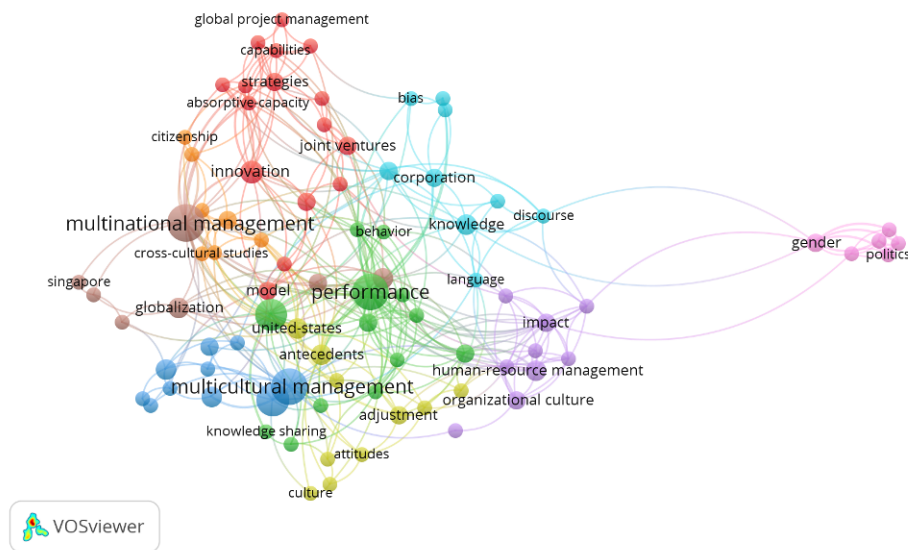 global project management
capabilities
strategies
absorptive-capacity
bias
citizenship
joint ventures
innovation
corporation
multinational management
knowledge
discourse
behavior
gender
cross-cultural studies
politics
singapore
language
model
performance
globalization
united-states
impact
antecedents
human-resource management
multicultural management
organizational culture
adjustment
knowledge sharing
attitudes
culture
VOSviewer